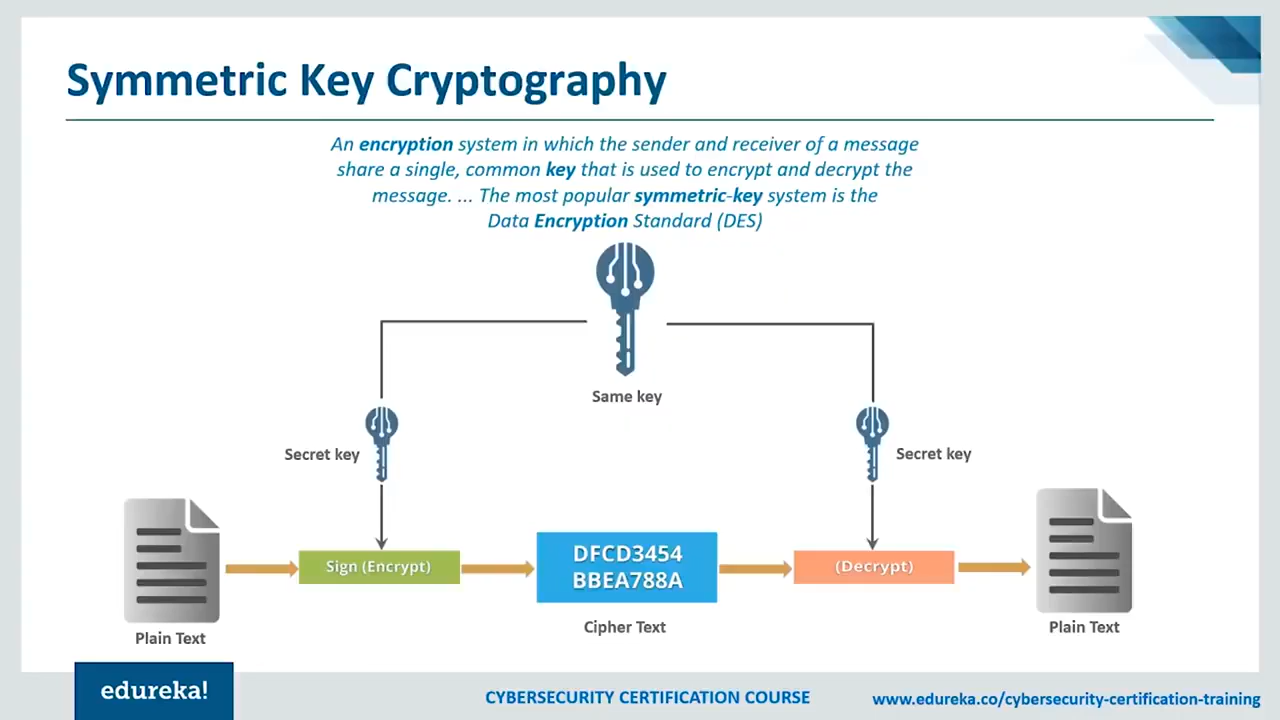 Symmetric Key Cryptography
An encryption system in which the sender and receiver of a message
share a single, common key that is used to encrypt and decrypt the
message. ... The most popular symmetric-key system is the
Data Encryption Standard (DES)
Same key
Secret key
Secret key
Sign (Encrypt)
DFCD3454
BBEA788A
(Decrypt)
Plain Text
Cipher Text
Plain Text
edureka!
CYBERSECURITY CERTIFICATION COURSE
www.edureka.co/cybersecurity-certification-training